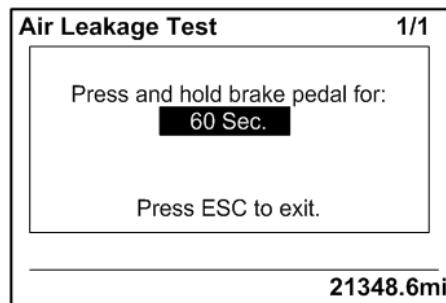 Air Leakage Test 1/1
Press and hold brake pedal for:
60 Sec.
Press ESC to exit.
21348.6mi